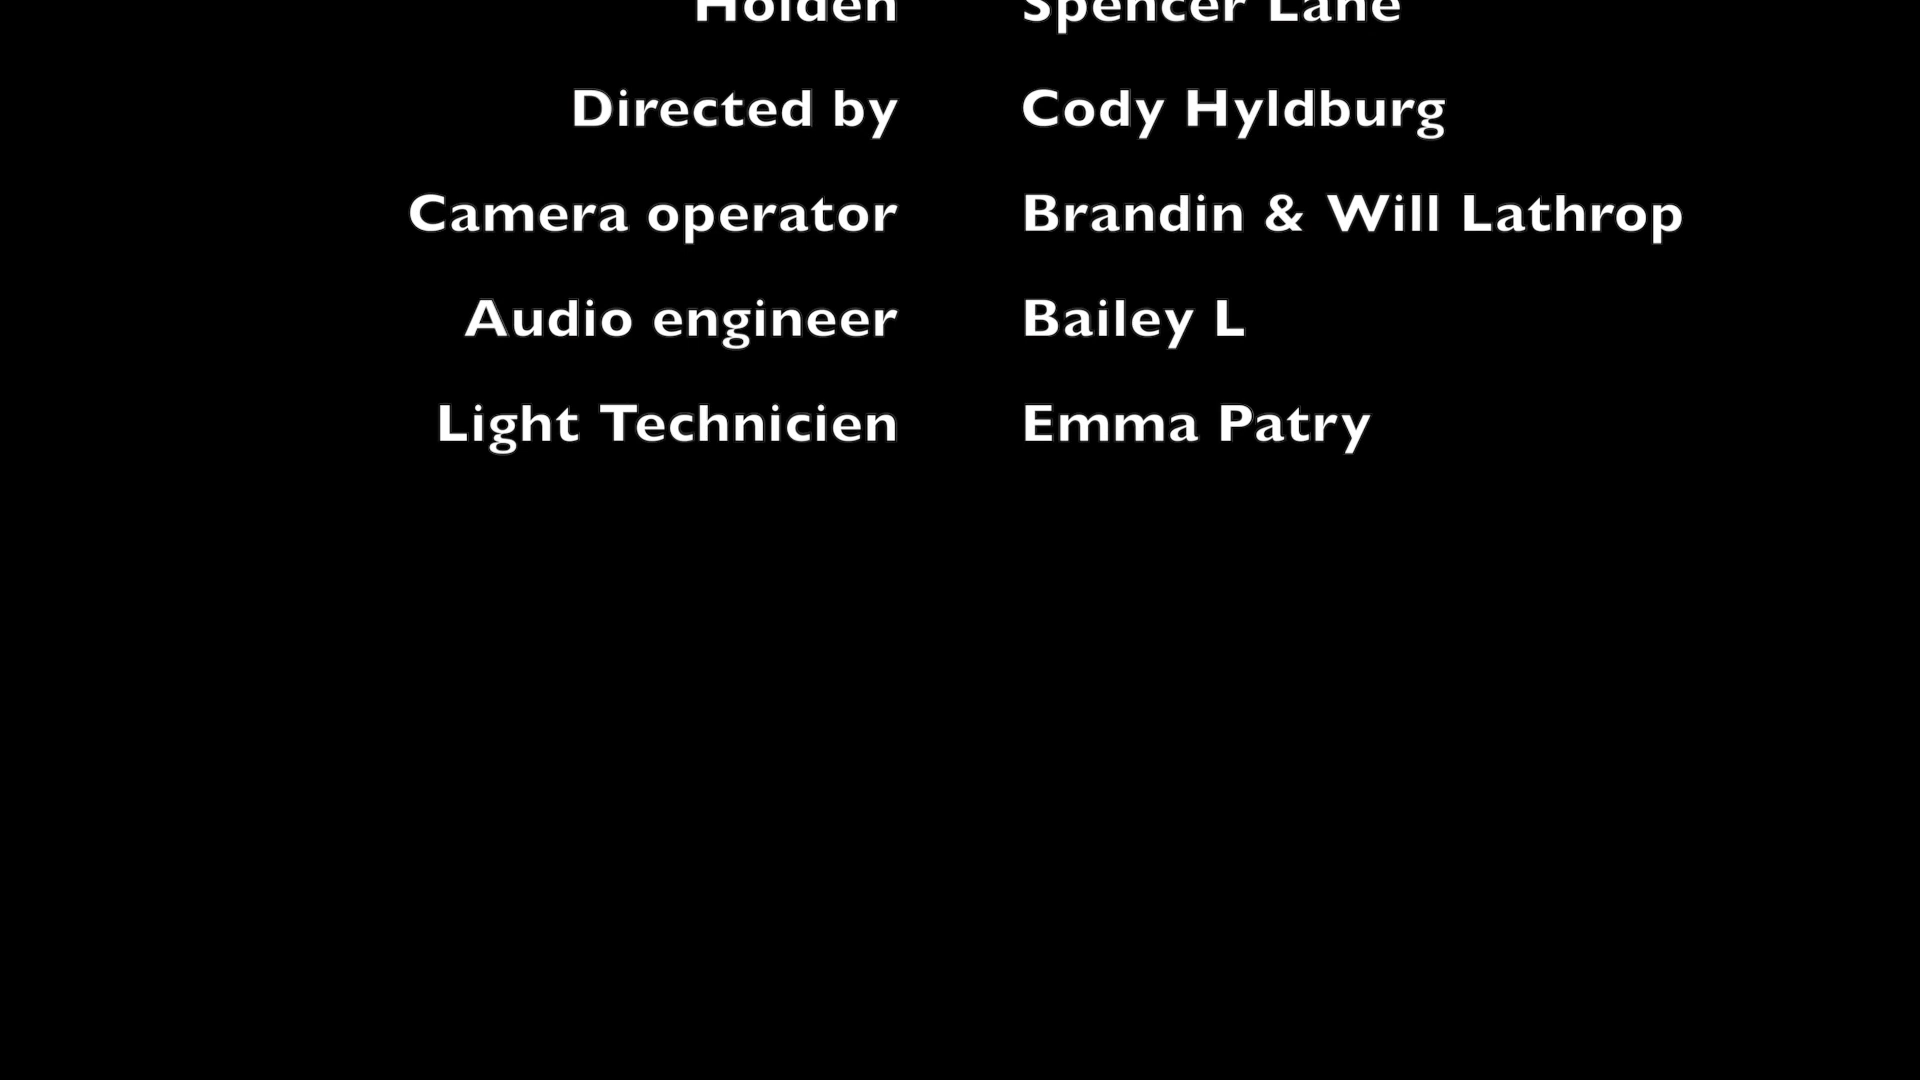 Holden Spencer Lane
Directed by Cody Hyldburg
Camera operator Brandin & Will Lathrop
Audio engineer Bailey L
Light Technicien Emma Patry